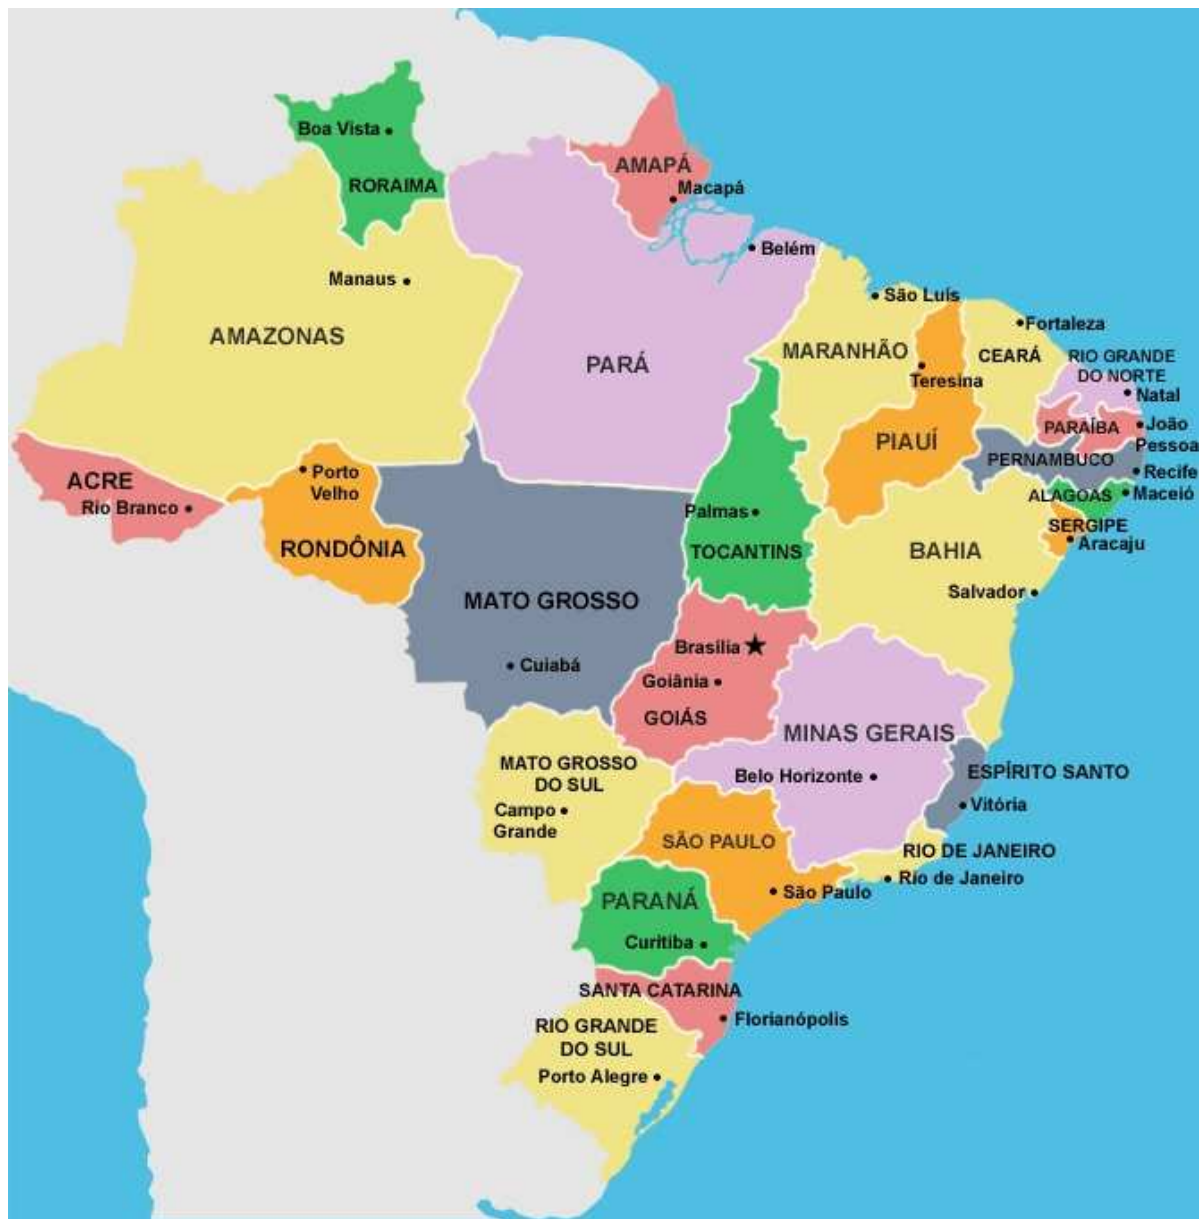 Boa Vista
RORAIMA
AMAPÁ
Macapá
Belém
Manaus
AMAZONAS
PARÁ
São Luís
MARANHÃO
Teresina
PIAUÍ
Fortaleza
CEARÁ
RIO GRANDE
DO NORTE
Natal
PARAÍBA
João
Pessoa
PERNAMBUCO
Recife
ALAGOAS
Maceió
SERGIPE
Aracaju
ACRE
Rio Branco
Porto
Velho
RONDÔNIA
MATO GROSSO
Cuiabá
Palmas
TOCANTINS
BAHIA
Salvador
Brasília
Goiânia
GOIÁS
MINAS GERAIS
Belo Horizonte
ESPÍRITO SANTO
Vitória
MATO GROSSO
DO SUL
Campo
Grande
SÃO PAULO
São Paulo
RIO DE JANEIRO
Rio de Janeiro
PARANÁ
Curitiba
SANTA CATARINA
Florianópolis
RIO GRANDE
DO SUL
Porto Alegre